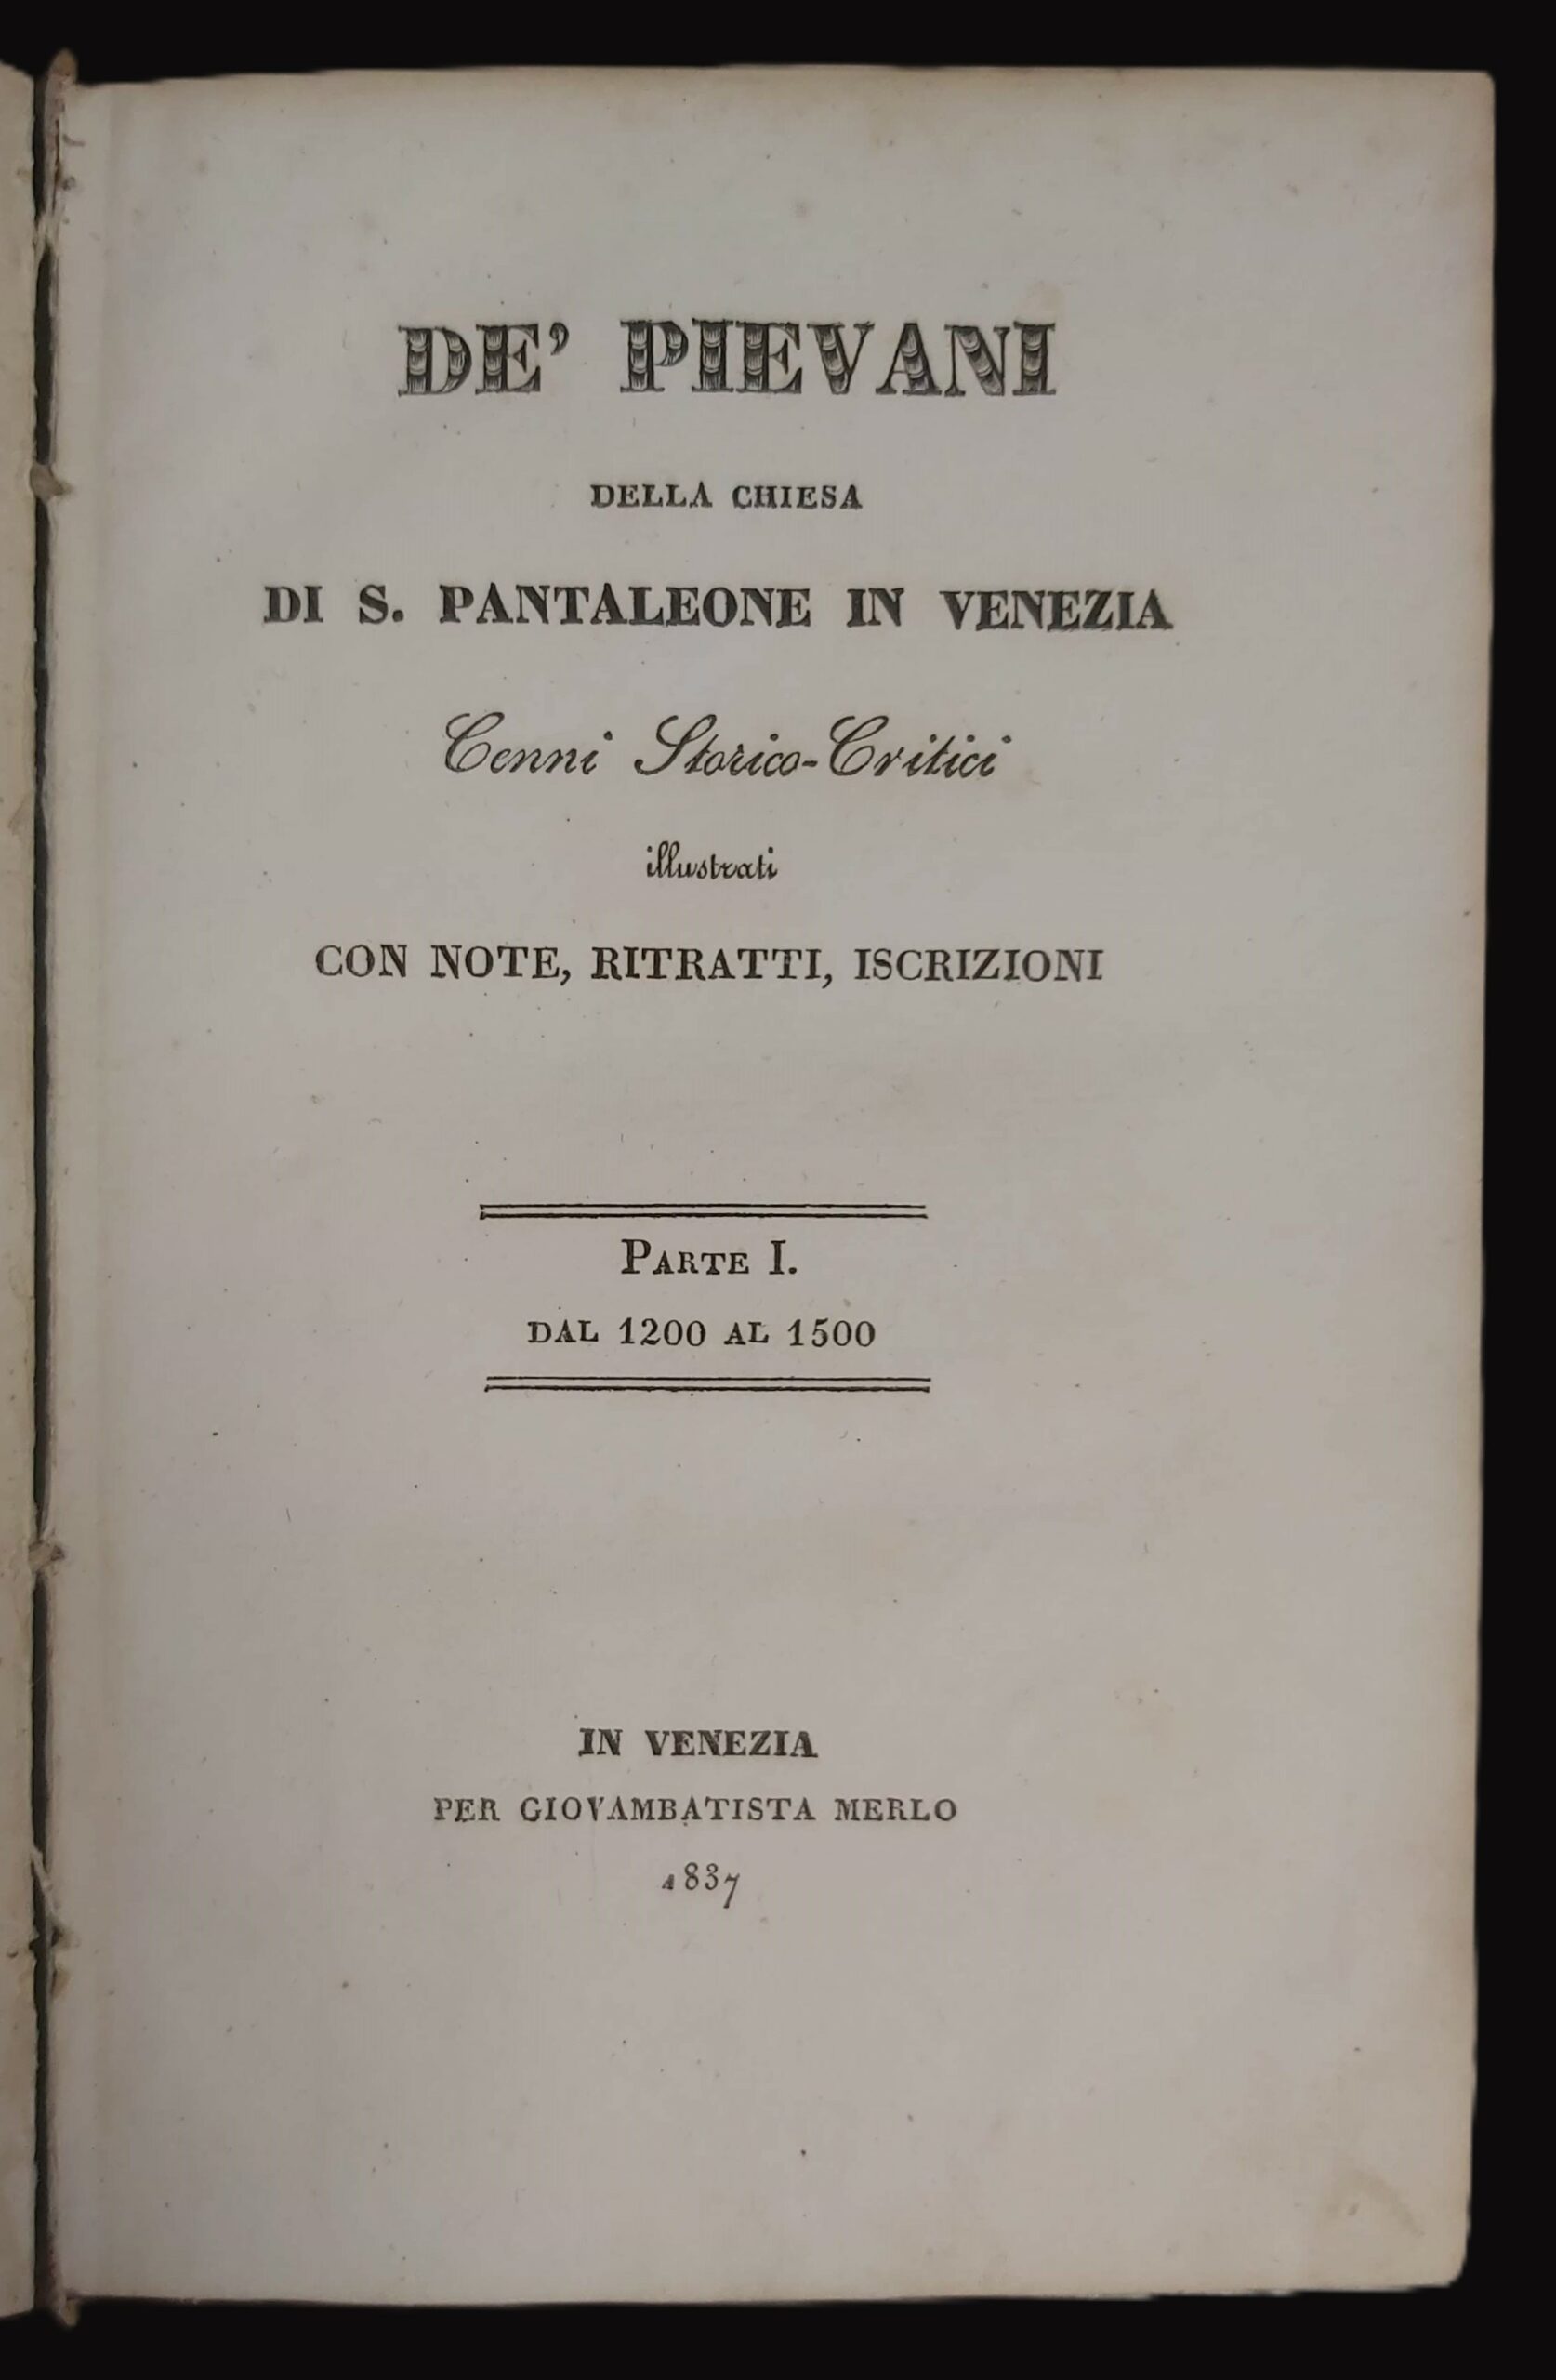 DE' PIEVANI
DELLA CHIESA
DI S. PANTALEONE IN VENEZIA
Cenni Storico-Critici
illustrati
CON NOTE, RITRATTI, ISCRIZIONI
PARTE I.
DAL 1200 AL 1500
IN VENEZIA
PER GIOVAMBATISTA MERLO
1837